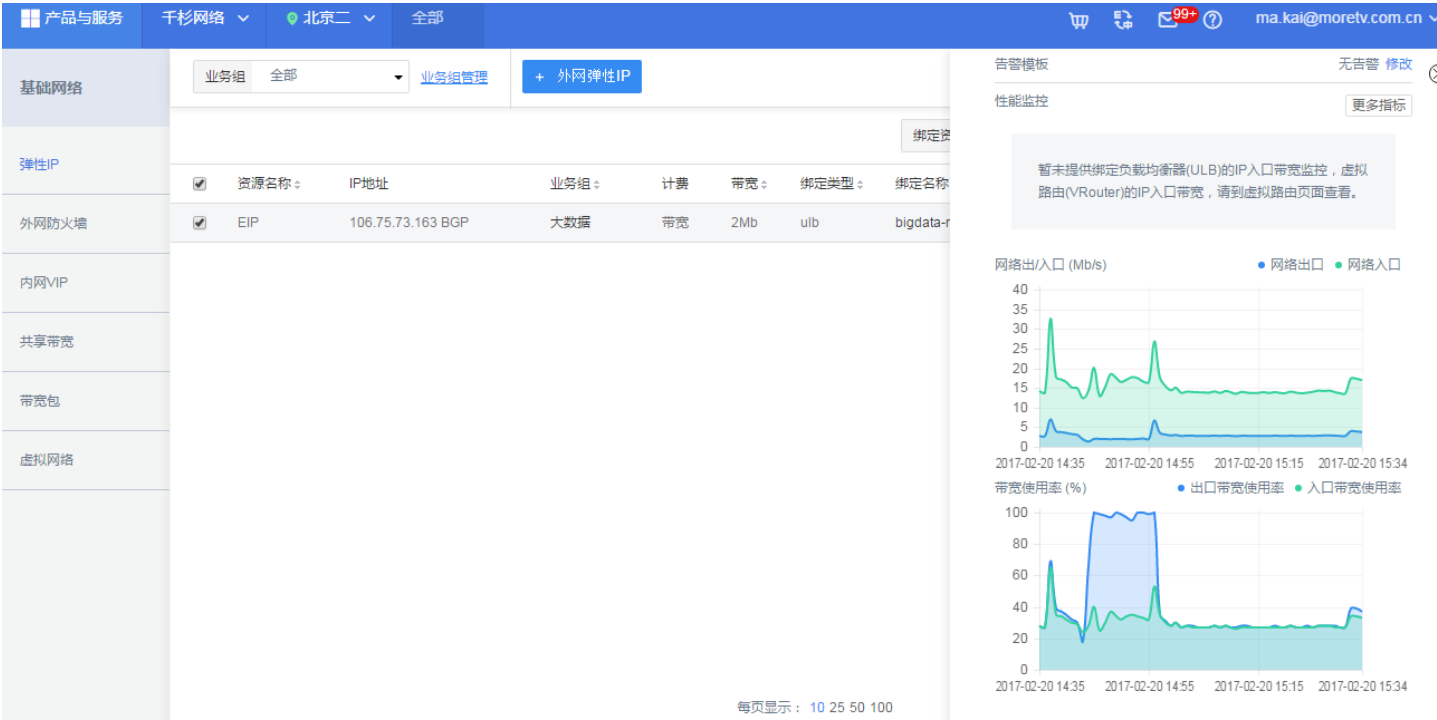 产品与服务 千杉网络 北京二 全部 99+ ma.kai@moretv.com.cn
基础网络
弹性IP
外网防火墙
内网VIP
共享带宽
带宽包
虚拟网络
业务组 全部 业务组管理 + 外网弹性IP
绑定资
资源名称 IP地址 业务组 计费 带宽 绑定类型 绑定名称
EIP 106.75.73.163 BGP 大数据 带宽 2Mb ulb bigdata-r
每页显示： 10 25 50 100
告警模板 无告警 修改
性能监控 更多指标
暂未提供绑定负载均衡器(ULB)的IP入口带宽监控，虚拟
路由(VRouter)的IP入口带宽，请到虚拟路由页面查看。
网络出/入口 (Mb/s) 网络出口 网络入口
40
35
30
25
20
15
10
5
0
2017-02-20 14:35 2017-02-20 14:55 2017-02-20 15:15 2017-02-20 15:34
带宽使用率 (%) 出口带宽使用率 入口带宽使用率
100
80
60
40
20
0
2017-02-20 14:35 2017-02-20 14:55 2017-02-20 15:15 2017-02-20 15:34